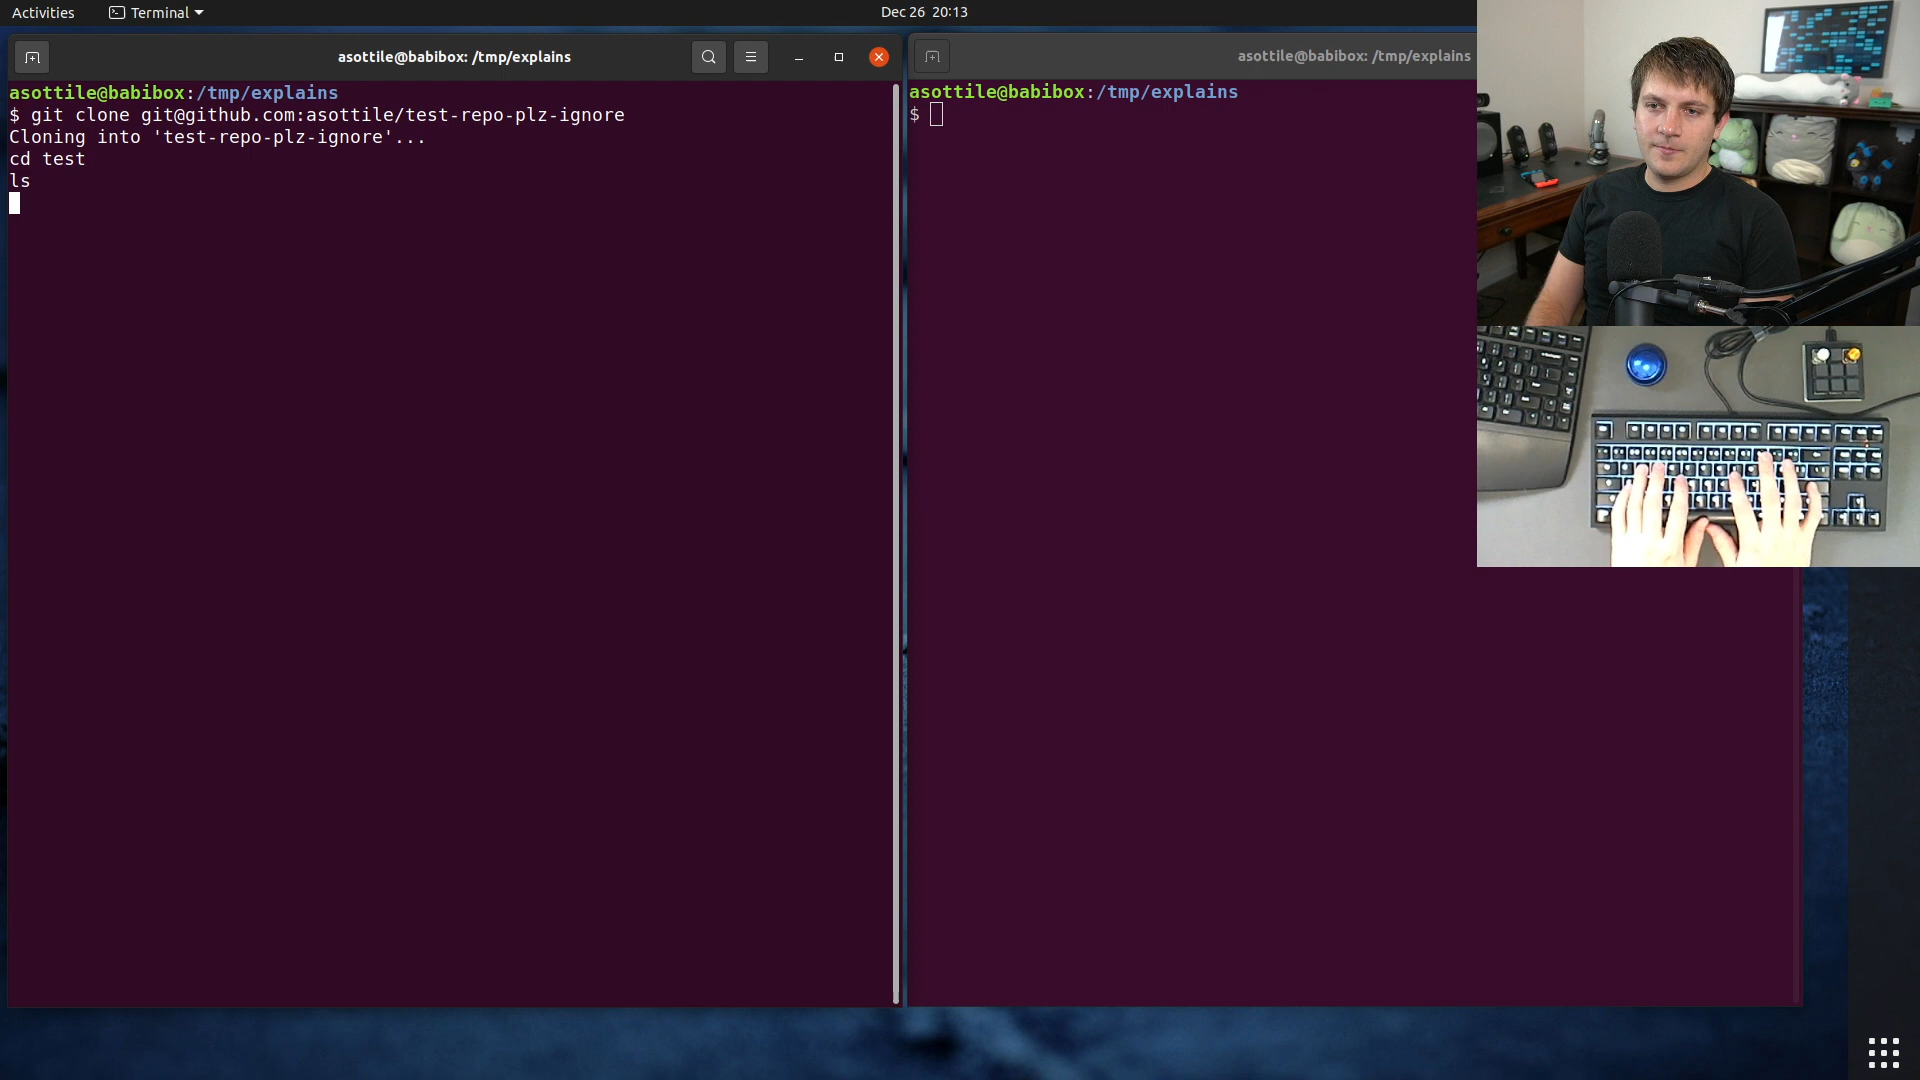 Activities
Terminal
Dec 26 20:13
asottile@babibox: /tmp/explains
asottile@babibox:/tmp/explains
$ git clone git@github.com:asottile/test-repo-plz-ignore
Cloning into 'test-repo-plz-ignore'...
cd test
ls
asottile@babibox: /tmp/explains
asottile@babibox:/tmp/explains
$